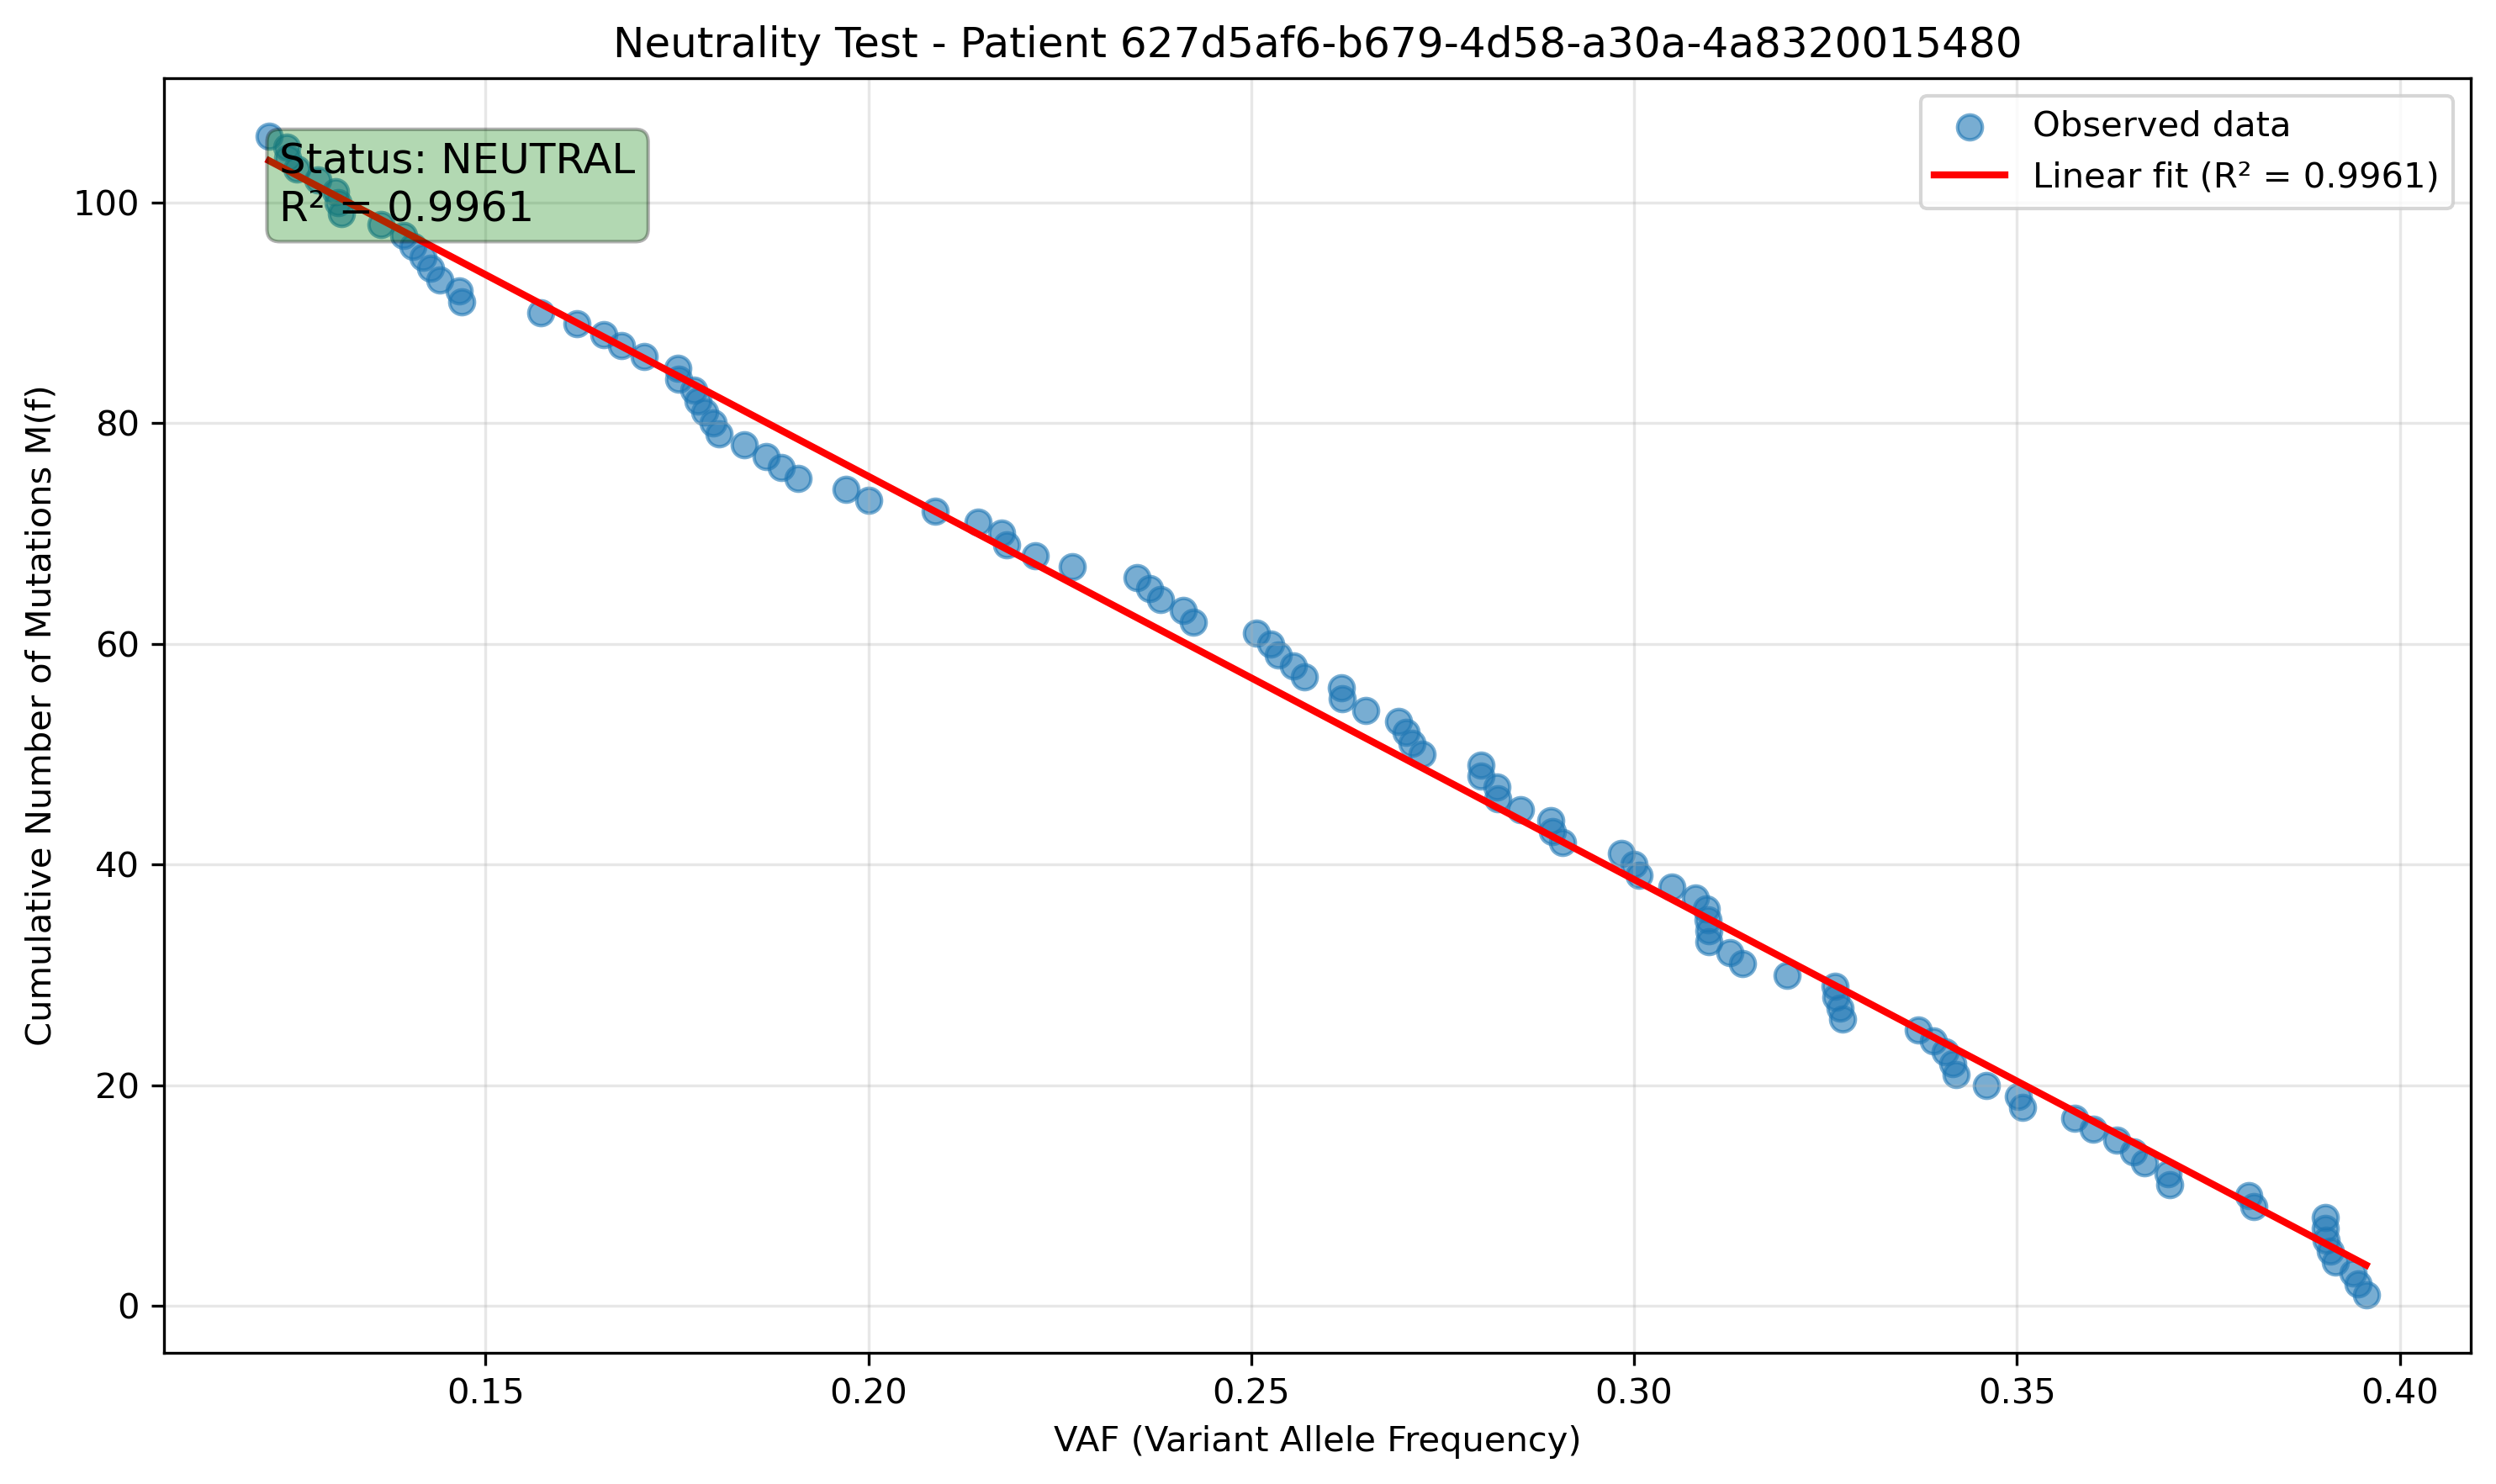 Neutrality Test - Patient 627d5af6-b679-4d58-a30a-4a8320015480
Observed data
Linear fit (R² = 0.9961)
Status: NEUTRAL
R² = 0.9961
Cumulative Number of Mutations M(f)
100
80
60
40
20
0
0.15
0.20
0.25
0.30
0.35
0.40
VAF (Variant Allele Frequency)